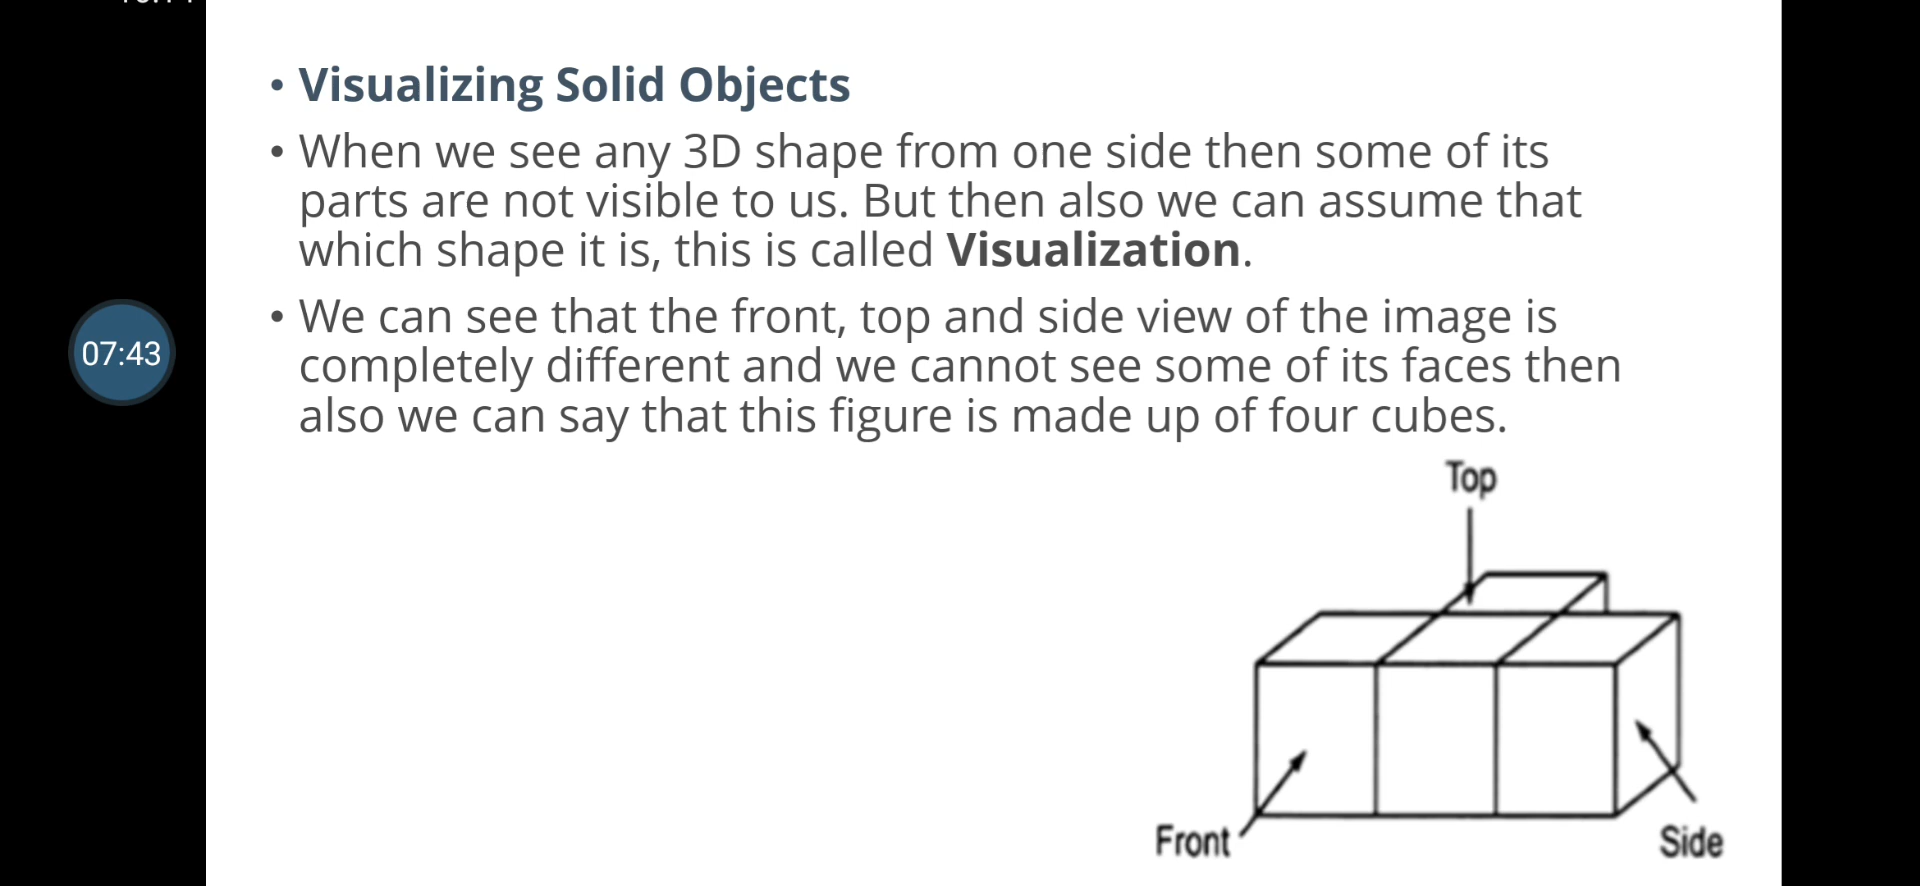 • Visualizing Solid Objects
• When we see any 3D shape from one side then some of its
parts are not visible to us. But then also we can assume that
which shape it is, this is called Visualization.
07:43
• We can see that the front, top and side view of the image is
completely different and we cannot see some of its faces then
also we can say that this figure is made up of four cubes.
Top
Front
Side